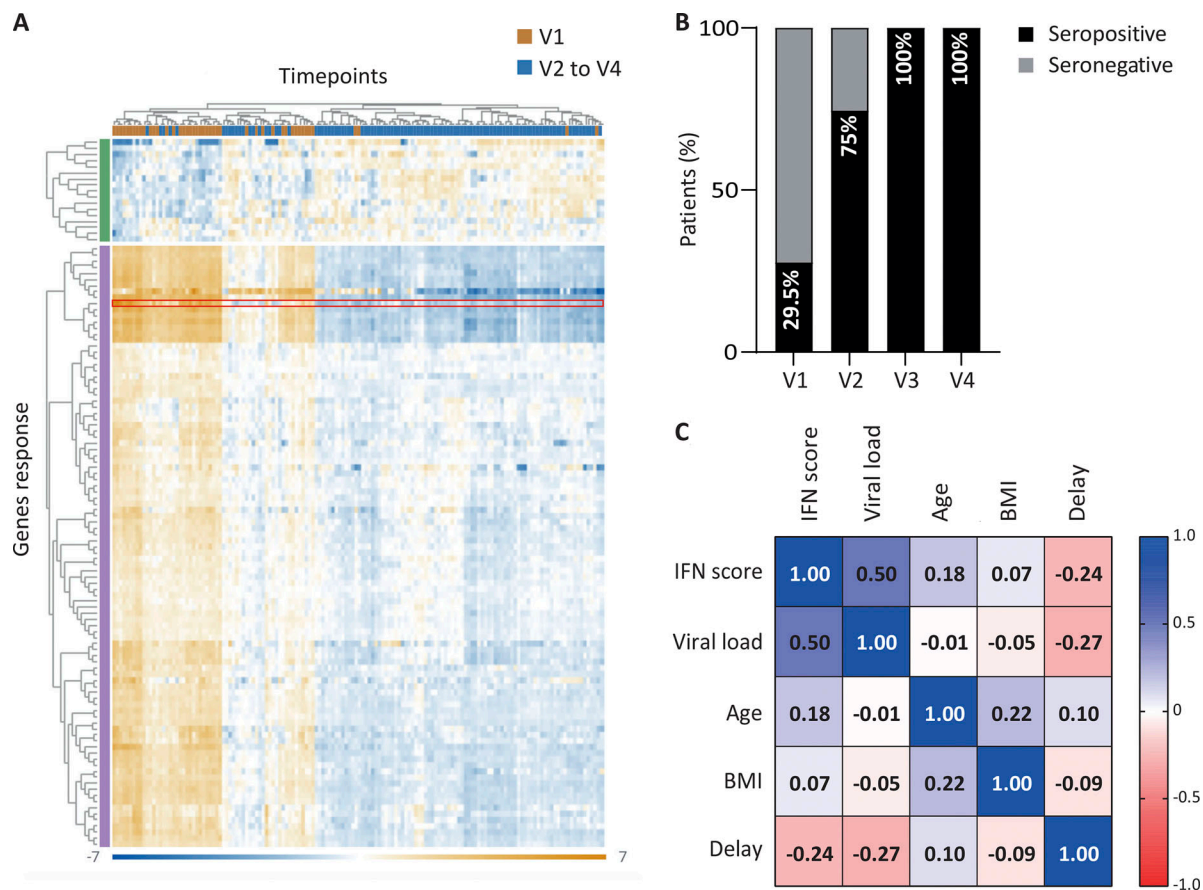 A
V1
V2 to V4
Timepoints
Genes response
-7
7
B
Seropositive
Seronegative
Patients (%)
100
50
0
29.5%
75%
100%
100%
V1
V2
V3
V4
C
IFN score
Viral load
Age
BMI
Delay
IFN score
1.00
0.50
0.18
0.07
-0.24
Viral load
0.50
1.00
-0.01
-0.05
-0.27
Age
0.18
-0.01
1.00
0.22
0.10
BMI
0.07
-0.05
0.22
1.00
-0.09
Delay
-0.24
-0.27
0.10
-0.09
1.00
1.0
0.5
0
-0.5
-1.0